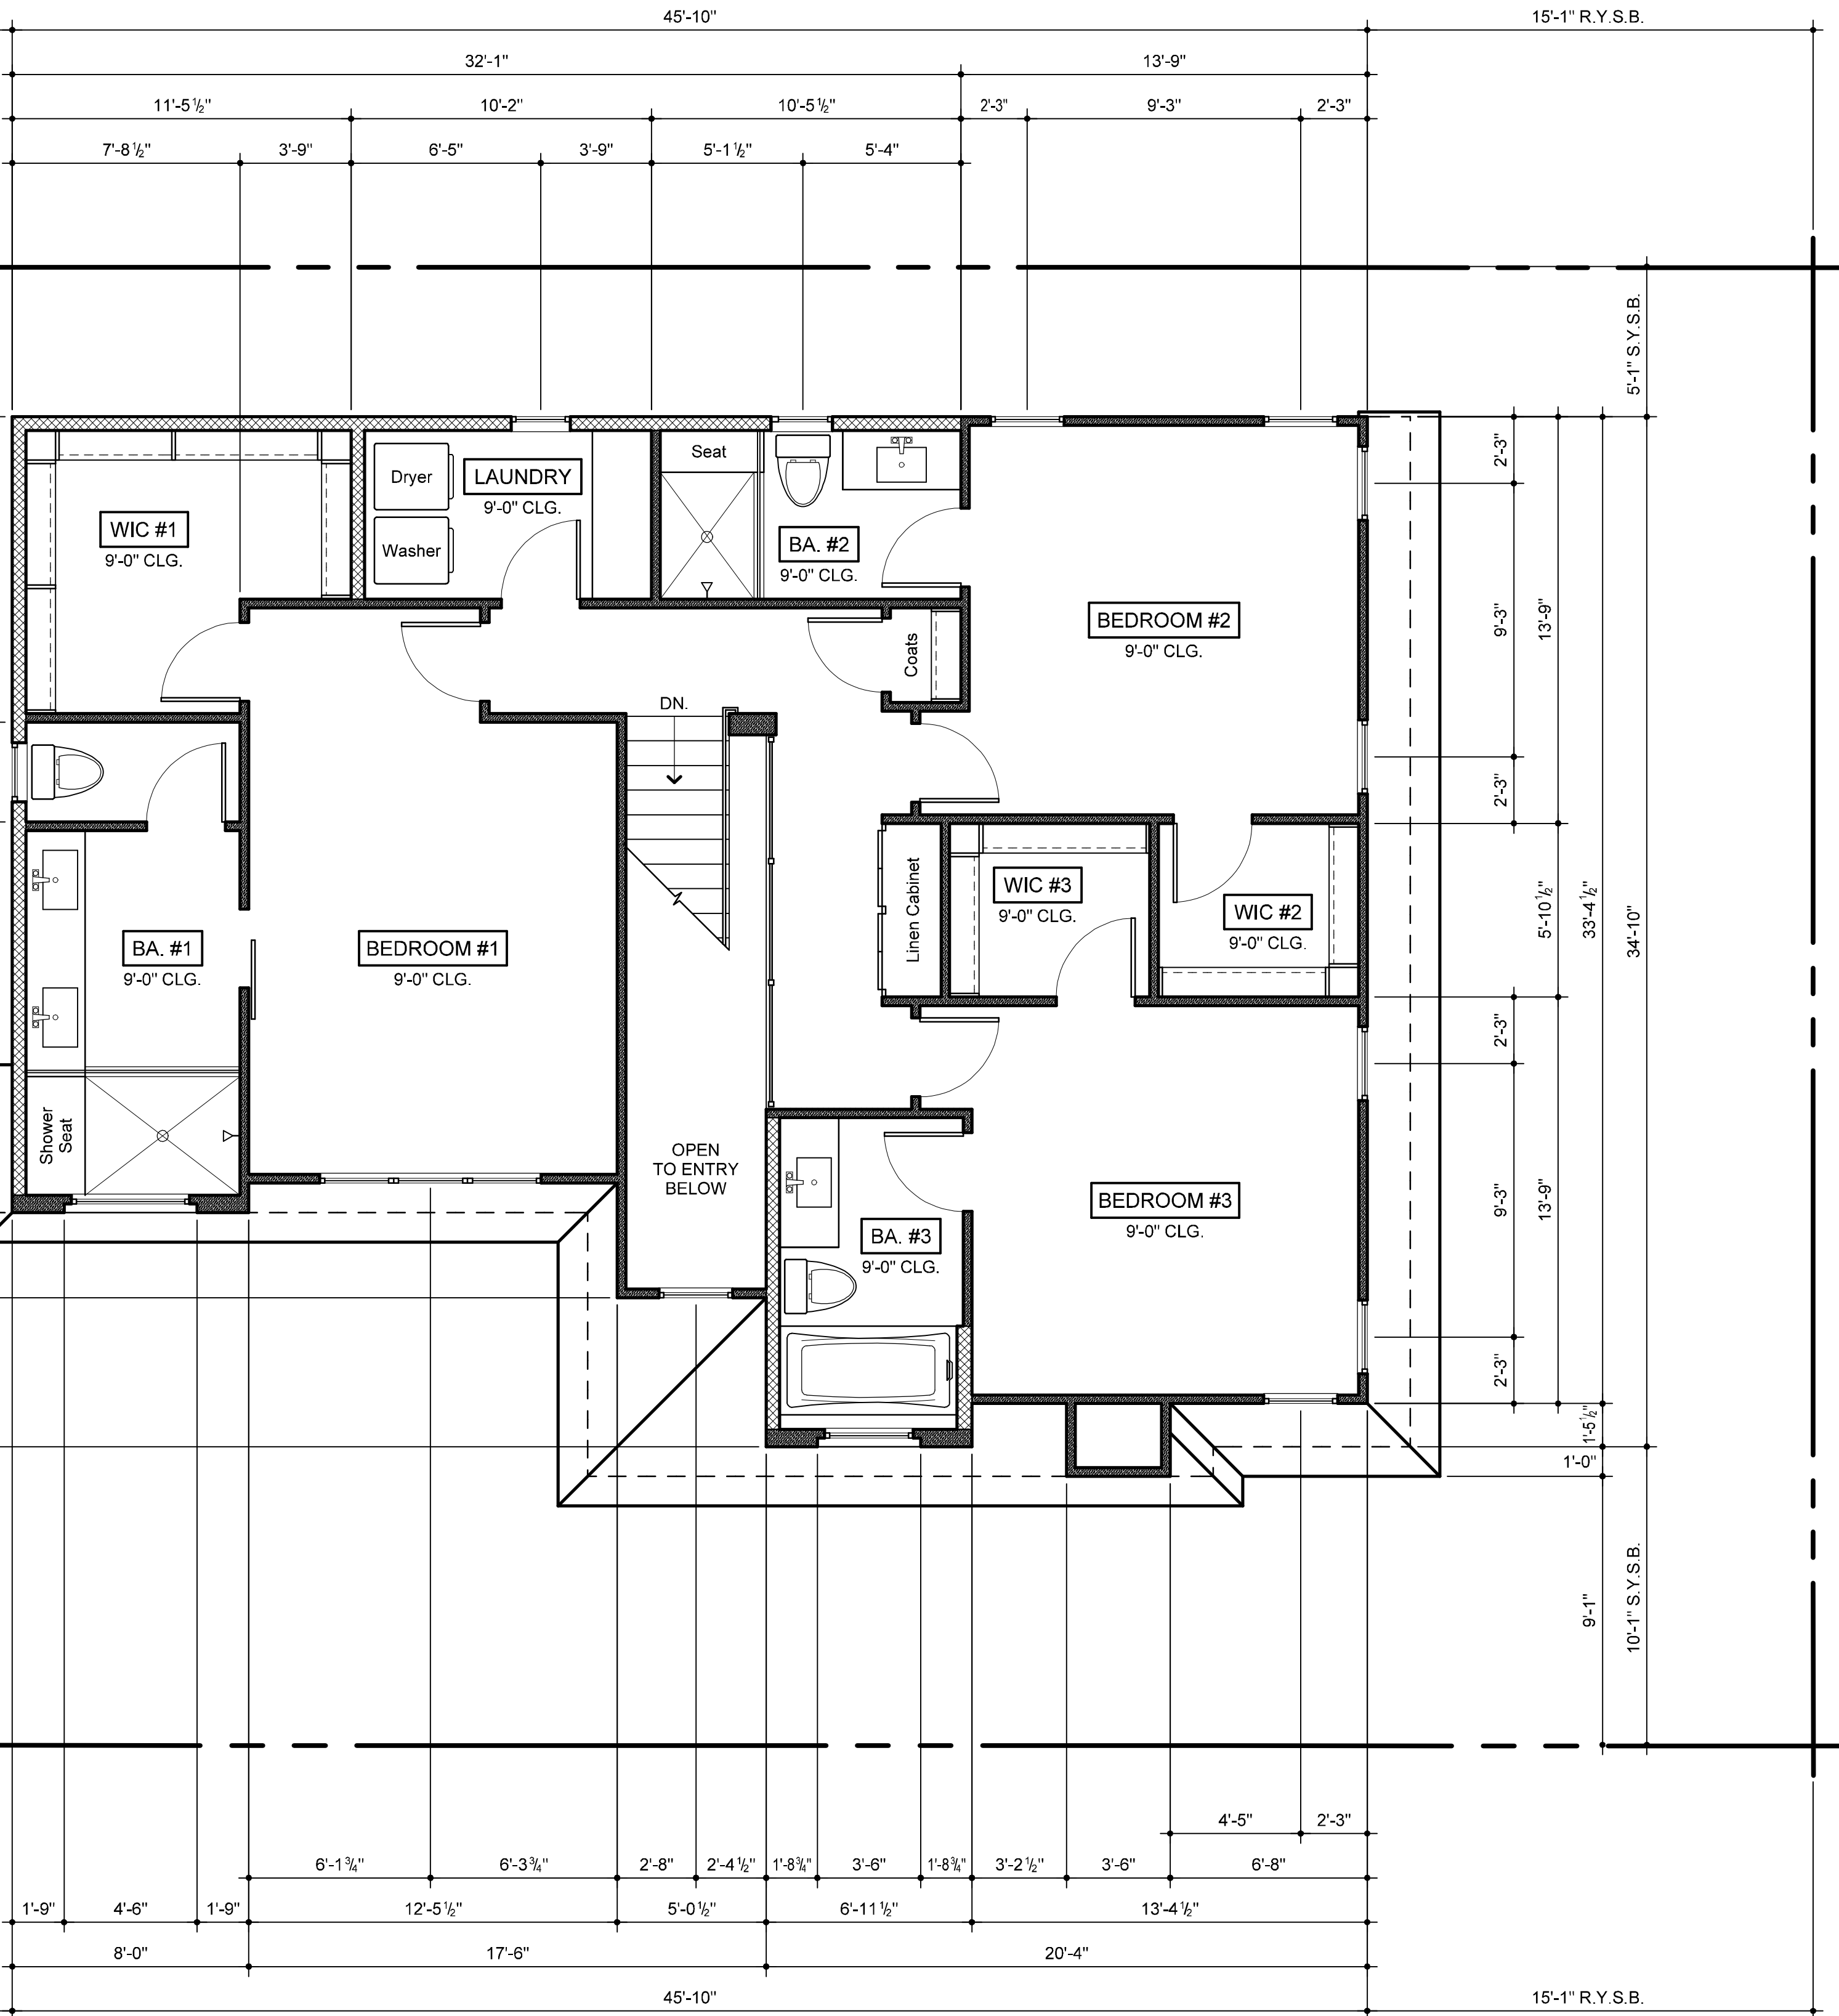 45'-10" 15'-1" R.Y.S.B.
32'-1" 13'-9"
11'-5 ½" 10'-2" 10'-5 ½" 2'-3" 9'-3" 2'-3"
7'-8 ½" 3'-9" 6'-5" 3'-9" 5'-1 ½" 5'-4"
5'-1" S.Y.S.B.
Seat
Dryer
LAUNDRY
9'-0" CLG.
WIC #1
9'-0" CLG.
Washer
BA. #2
9'-0" CLG.
BEDROOM #2
9'-0" CLG.
Coats
DN.
2'-3"
9'-3"
2'-3"
13'-9"
5'-10 ½"
33'-4 ½"
34'-10"
Linen Cabinet
WIC #3
9'-0" CLG.
WIC #2
9'-0" CLG.
BA. #1
9'-0" CLG.
BEDROOM #1
9'-0" CLG.
Shower
Seat
OPEN
TO ENTRY
BELOW
BA. #3
9'-0" CLG.
BEDROOM #3
9'-0" CLG.
2'-3"
9'-3"
2'-3"
13'-9"
1'-5 ½"
1'-0"
9'-1"
10'-1" S.Y.S.B.
4'-5" 2'-3"
6'-1 ¾" 6'-3 ¾" 2'-8" 2'-4 ½" 1'-8 ¾" 3'-6" 1'-8 ¾" 3'-2 ½" 3'-6" 6'-8"
1'-9" 4'-6" 1'-9" 12'-5 ½" 5'-0 ½" 6'-11 ½" 13'-4 ½"
8'-0" 17'-6" 20'-4"
45'-10" 15'-1" R.Y.S.B.